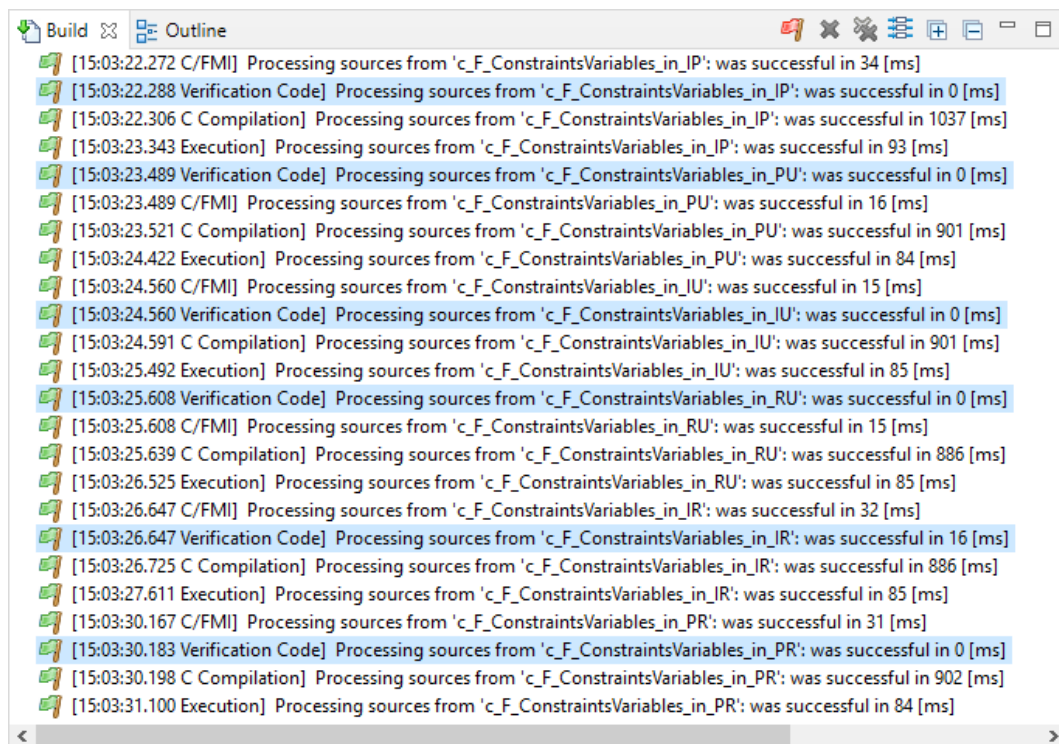 Build Outline
[15:03:22.272 C/FMI] Processing sources from 'c_F_ConstraintsVariables_in_IP': was successful in 34 [ms]
[15:03:22.288 Verification Code] Processing sources from 'c_F_ConstraintsVariables_in_IP': was successful in 0 [ms]
[15:03:22.306 C Compilation] Processing sources from 'c_F_ConstraintsVariables_in_IP': was successful in 1037 [ms]
[15:03:23.343 Execution] Processing sources from 'c_F_ConstraintsVariables_in_IP': was successful in 93 [ms]
[15:03:23.489 Verification Code] Processing sources from 'c_F_ConstraintsVariables_in_PU': was successful in 0 [ms]
[15:03:23.489 C/FMI] Processing sources from 'c_F_ConstraintsVariables_in_PU': was successful in 16 [ms]
[15:03:23.521 C Compilation] Processing sources from 'c_F_ConstraintsVariables_in_PU': was successful in 901 [ms]
[15:03:24.422 Execution] Processing sources from 'c_F_ConstraintsVariables_in_PU': was successful in 84 [ms]
[15:03:24.560 C/FMI] Processing sources from 'c_F_ConstraintsVariables_in_IU': was successful in 15 [ms]
[15:03:24.560 Verification Code] Processing sources from 'c_F_ConstraintsVariables_in_IU': was successful in 0 [ms]
[15:03:24.591 C Compilation] Processing sources from 'c_F_ConstraintsVariables_in_IU': was successful in 901 [ms]
[15:03:25.492 Execution] Processing sources from 'c_F_ConstraintsVariables_in_IU': was successful in 85 [ms]
[15:03:25.608 Verification Code] Processing sources from 'c_F_ConstraintsVariables_in_RU': was successful in 0 [ms]
[15:03:25.608 C/FMI] Processing sources from 'c_F_ConstraintsVariables_in_RU': was successful in 15 [ms]
[15:03:25.639 C Compilation] Processing sources from 'c_F_ConstraintsVariables_in_RU': was successful in 886 [ms]
[15:03:26.525 Execution] Processing sources from 'c_F_ConstraintsVariables_in_RU': was successful in 85 [ms]
[15:03:26.647 C/FMI] Processing sources from 'c_F_ConstraintsVariables_in_IR': was successful in 32 [ms]
[15:03:26.647 Verification Code] Processing sources from 'c_F_ConstraintsVariables_in_IR': was successful in 16 [ms]
[15:03:26.725 C Compilation] Processing sources from 'c_F_ConstraintsVariables_in_IR': was successful in 886 [ms]
[15:03:27.611 Execution] Processing sources from 'c_F_ConstraintsVariables_in_IR': was successful in 85 [ms]
[15:03:30.167 C/FMI] Processing sources from 'c_F_ConstraintsVariables_in_PR': was successful in 31 [ms]
[15:03:30.183 Verification Code] Processing sources from 'c_F_ConstraintsVariables_in_PR': was successful in 0 [ms]
[15:03:30.198 C Compilation] Processing sources from 'c_F_ConstraintsVariables_in_PR': was successful in 902 [ms]
[15:03:31.100 Execution] Processing sources from 'c_F_ConstraintsVariables_in_PR': was successful in 84 [ms]